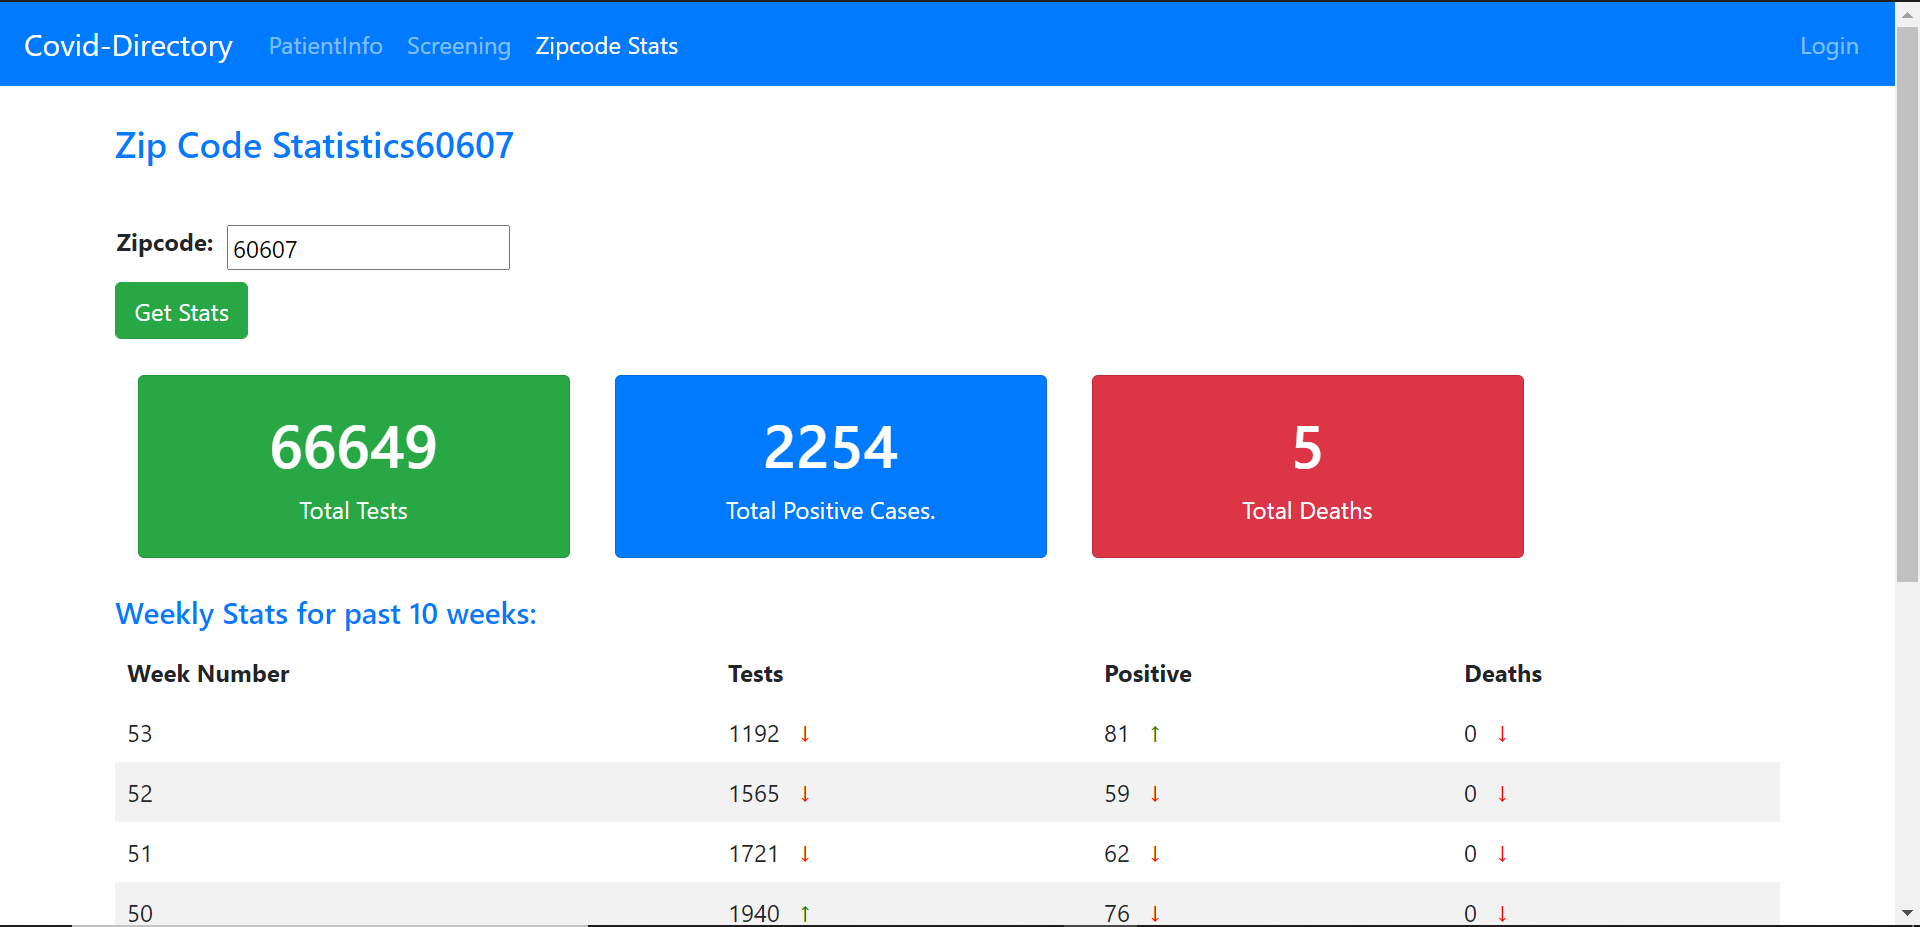 Covid-Directory PatientInfo Screening Zipcode Stats Login
Zip Code Statistics60607
Zipcode: 60607
Get Stats
66649 2254 5
Total Tests Total Positive Cases. Total Deaths
Weekly Stats for past 10 weeks:
Week Number Tests Positive Deaths
53 1192 ↓ 81 ↑ 0 ↓
52 1565 ↓ 59 ↓ 0 ↓
51 1721 ↓ 62 ↓ 0 ↓
50 1940 ↑ 76 ↓ 0 ↓